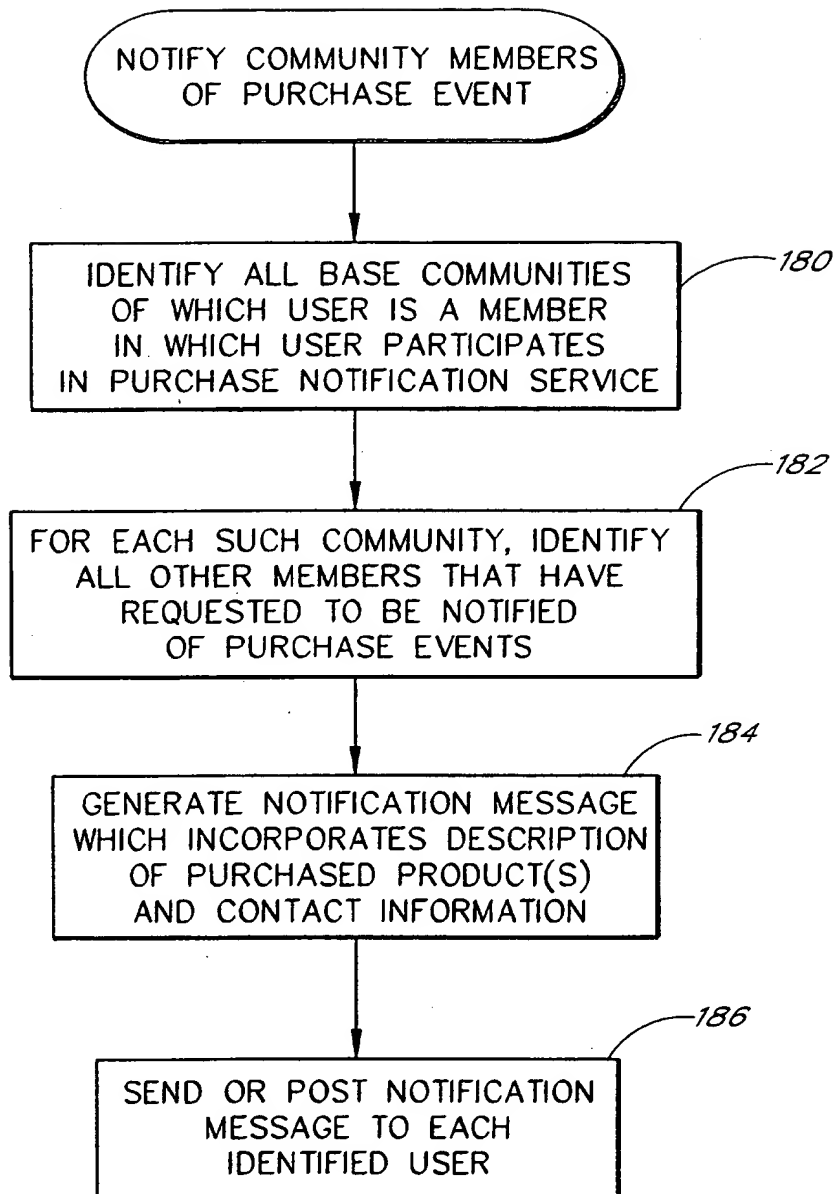 NOTIFY COMMUNITY MEMBERS
OF PURCHASE EVENT
180
IDENTIFY ALL BASE COMMUNITIES
OF WHICH USER IS A MEMBER
IN WHICH USER PARTICIPATES
IN PURCHASE NOTIFICATION SERVICE
182
FOR EACH SUCH COMMUNITY, IDENTIFY
ALL OTHER MEMBERS THAT HAVE
REQUESTED TO BE NOTIFIED
OF PURCHASE EVENTS
184
GENERATE NOTIFICATION MESSAGE
WHICH INCORPORATES DESCRIPTION
OF PURCHASED PRODUCT(S)
AND CONTACT INFORMATION
186
SEND OR POST NOTIFICATION
MESSAGE TO EACH
IDENTIFIED USER